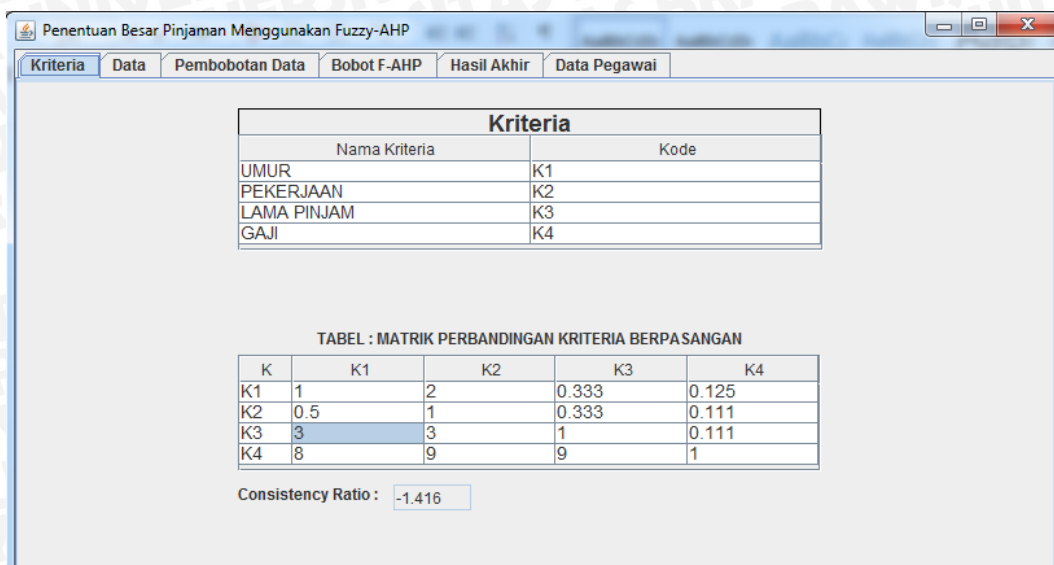 Penentuan Besar Pinjaman Menggunakan Fuzzy-AHP
Kriteria Data Pembobotan Data Bobot F-AHP Hasil Akhir Data Pegawai
Kriteria
Nama Kriteria Kode
UMUR K1
PEKERJAAN K2
LAMA PINJAM K3
GAJI K4
TABEL : MATRIK PERBANDINGAN KRITERIA BERPASANGAN
K K1 K2 K3 K4
K1 1 2 0.333 0.125
K2 0.5 1 0.333 0.111
K3 3 3 1 0.111
K4 8 9 9 1
Consistency Ratio : -1.416